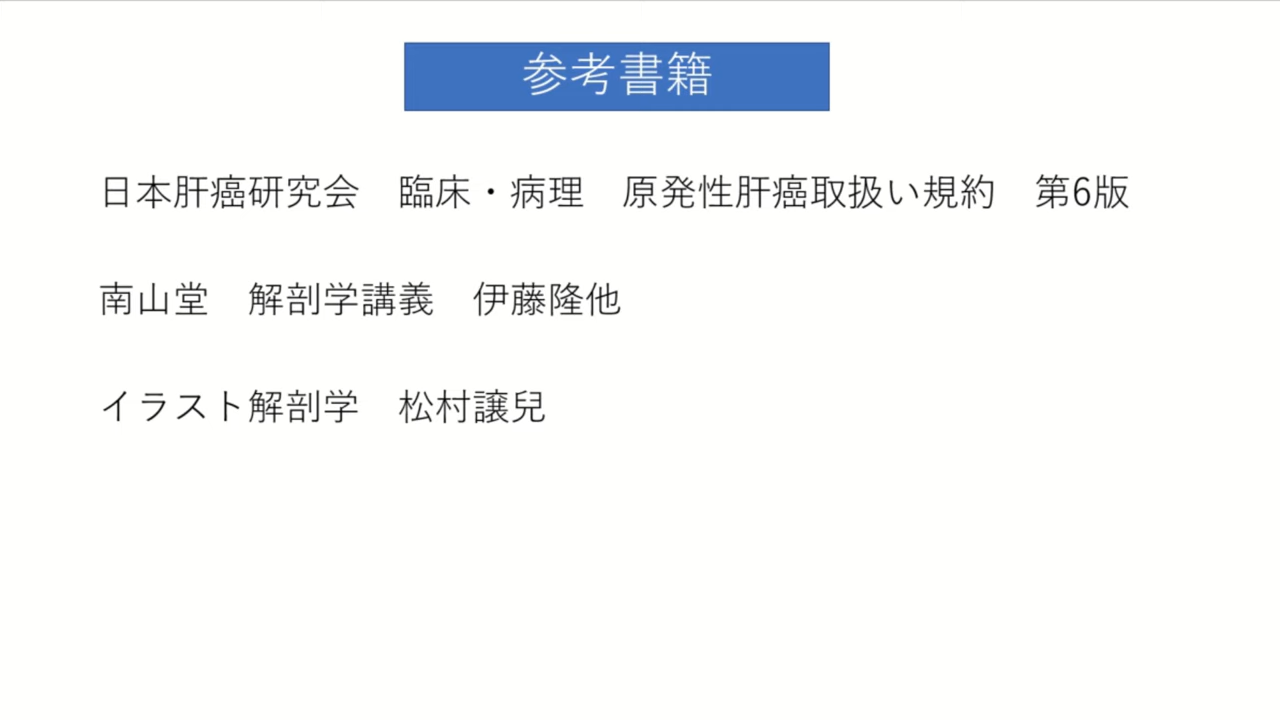 参考書籍
日本肝癌研究会　臨床・病理　原発性肝癌取扱い規約　第6版
南山堂　解剖学講義　伊藤隆他
イラスト解剖学　松村譲兒